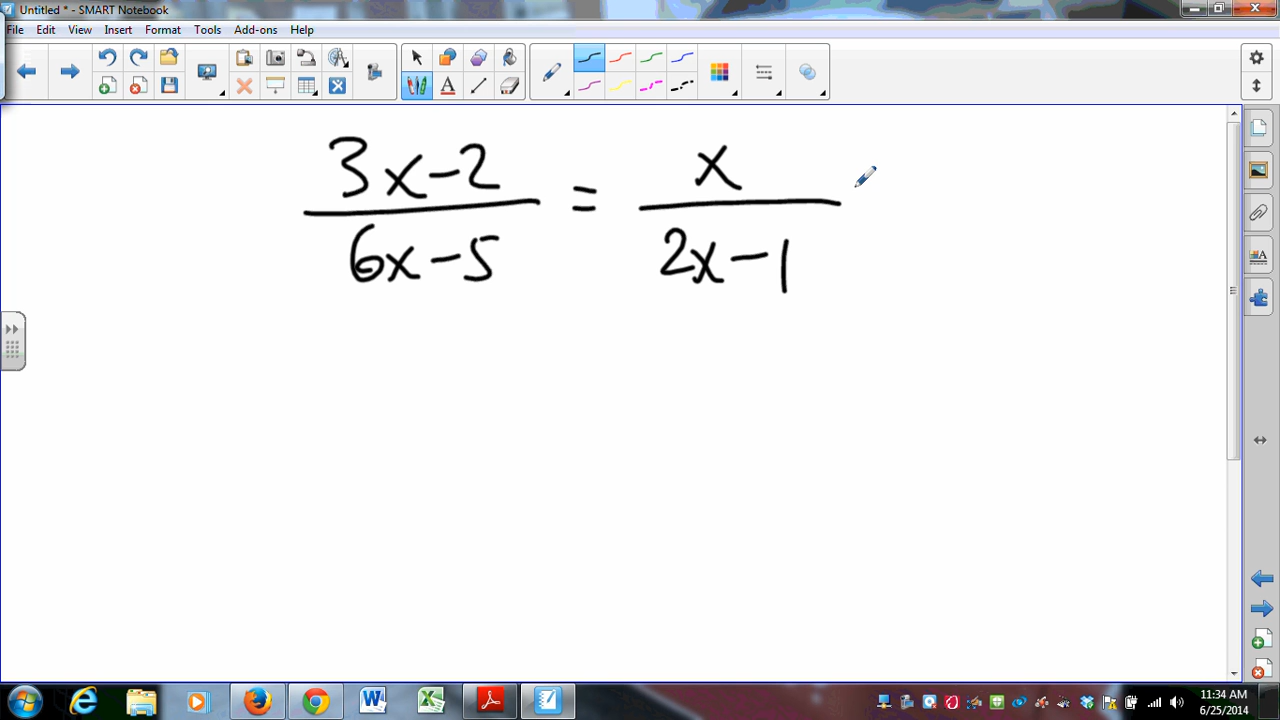 Untitled * - SMART Notebook
File Edit View Insert Format Tools Add-ons Help
3x-2 = x
6x-5 2x-1
11:34 AM
6/25/2014